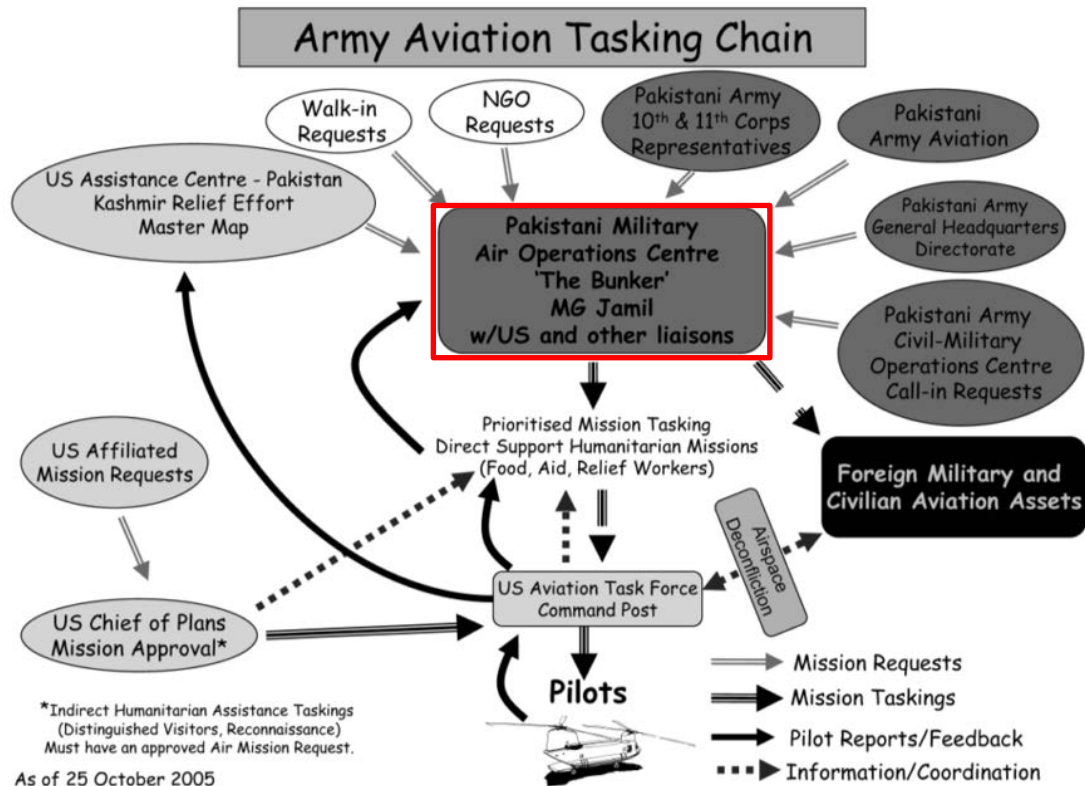 Army Aviation Tasking Chain
Walk-in
Requests
NGO
Requests
Pakistani Army
10th & 11th Corps
Representatives
Pakistani
Army Aviation
US Assistance Centre - Pakistan
Kashmir Relief Effort
Master Map
Pakistani Military
Air Operations Centre
'The Bunker'
MG Jamil
w/US and other liaisons
Pakistani Army
General Headquarters
Directorate
Pakistani Army
Civil-Military
Operations Centre
Call-in Requests
Prioritised Mission Tasking
Direct Support Humanitarian Missions
(Food, Aid, Relief Workers)
US Affiliated
Mission Requests
Foreign Military and
Civilian Aviation Assets
Airspace
Deconfliction
US Aviation Task Force
Command Post
US Chief of Plans
Mission Approval*
Pilots
*Indirect Humanitarian Assistance Taskings
(Distinguished Visitors, Reconnaissance)
Must have an approved Air Mission Request.
As of 25 October 2005
Mission Requests
Mission Taskings
Pilot Reports/Feedback
Information/Coordination